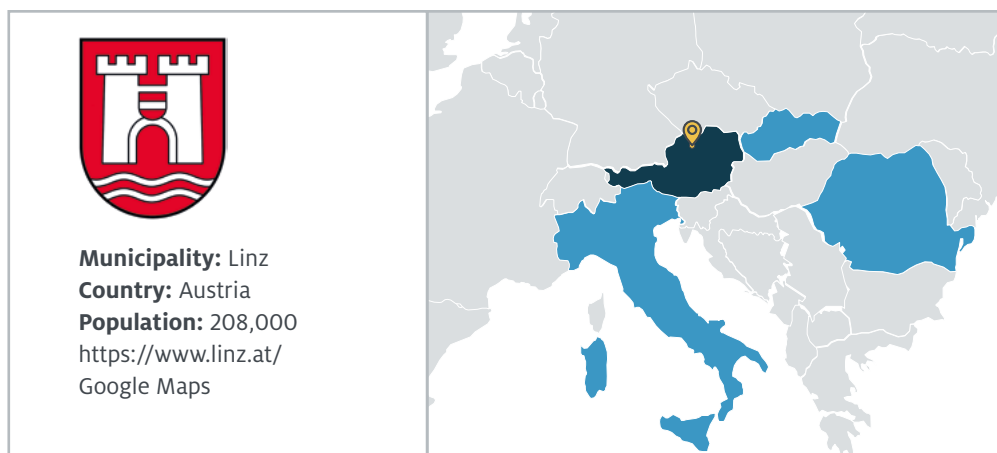 Municipality: Linz
Country: Austria
Population: 208,000
https://www.linz.at/
Google Maps